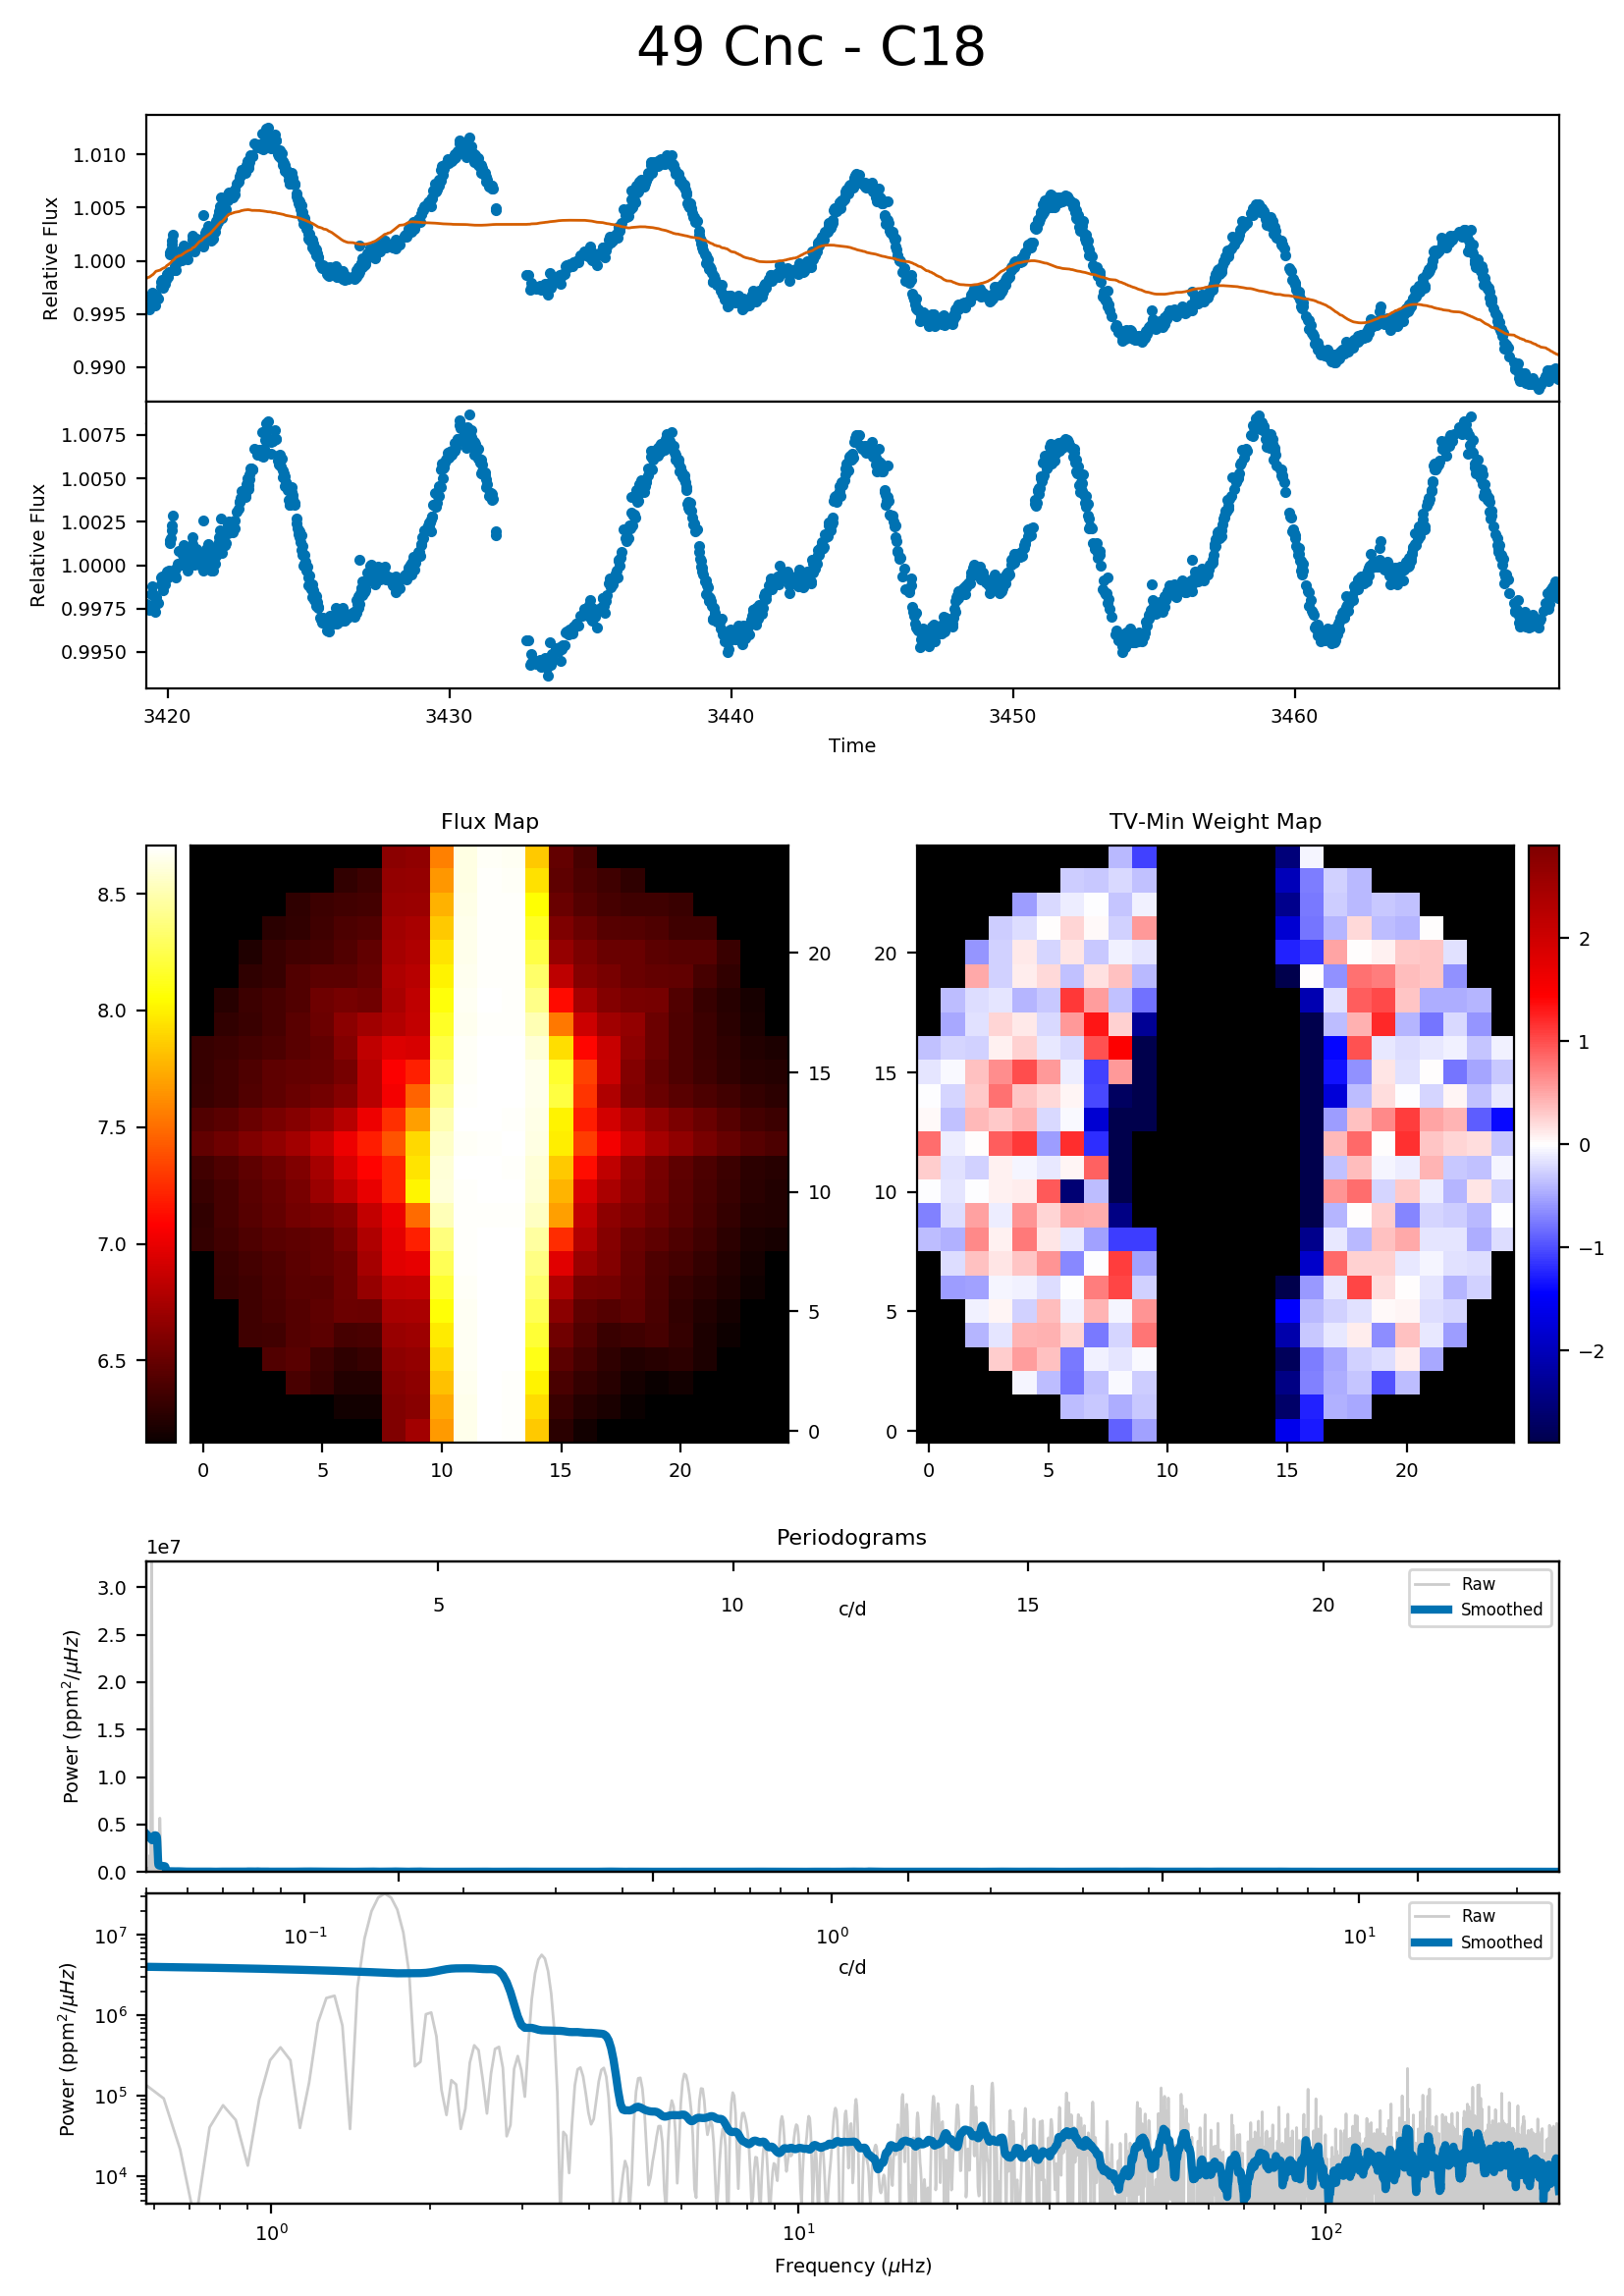 49 Cnc - C18
1.010
1.005
1.000
0.995
0.990
Relative Flux
1.0075
1.0050
1.0025
1.0000
0.9975
0.9950
Relative Flux
3420 3430 3440 3450 3460
Time
Flux Map
8.5
8.0
7.5
7.0
6.5
20
15
10
5
0
0 5 10 15 20
TV-Min Weight Map
20
15
10
5
0
0 5 10 15 20
2
1
0
−1
−2
Periodograms
1e7
3.0
2.5
2.0
1.5
1.0
0.5
0.0
Power (ppm²/μHz)
5 10 15 20
c/d
Raw
Smoothed
10⁷
10⁶
10⁵
10⁴
Power (ppm²/μHz)
10⁻¹ 10⁰ 10¹
c/d
Raw
Smoothed
10⁰ 10¹ 10²
Frequency (μHz)